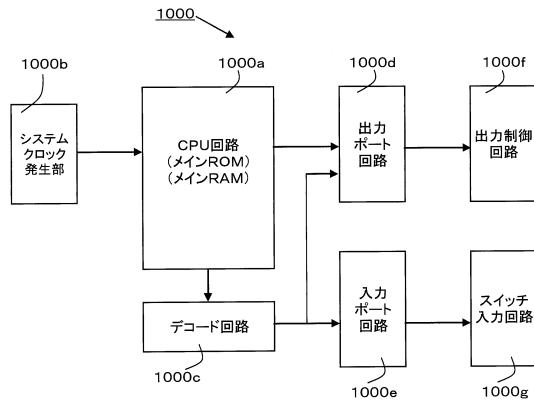 1000
1000b
1000a
1000d
1000f
システム
クロック
発生部
CPU回路
(メインROM)
(メインRAM)
出力
ポート
回路
出力制御
回路
デコード回路
入力
ポート
回路
スイッチ
入力回路
1000c
1000e
1000g